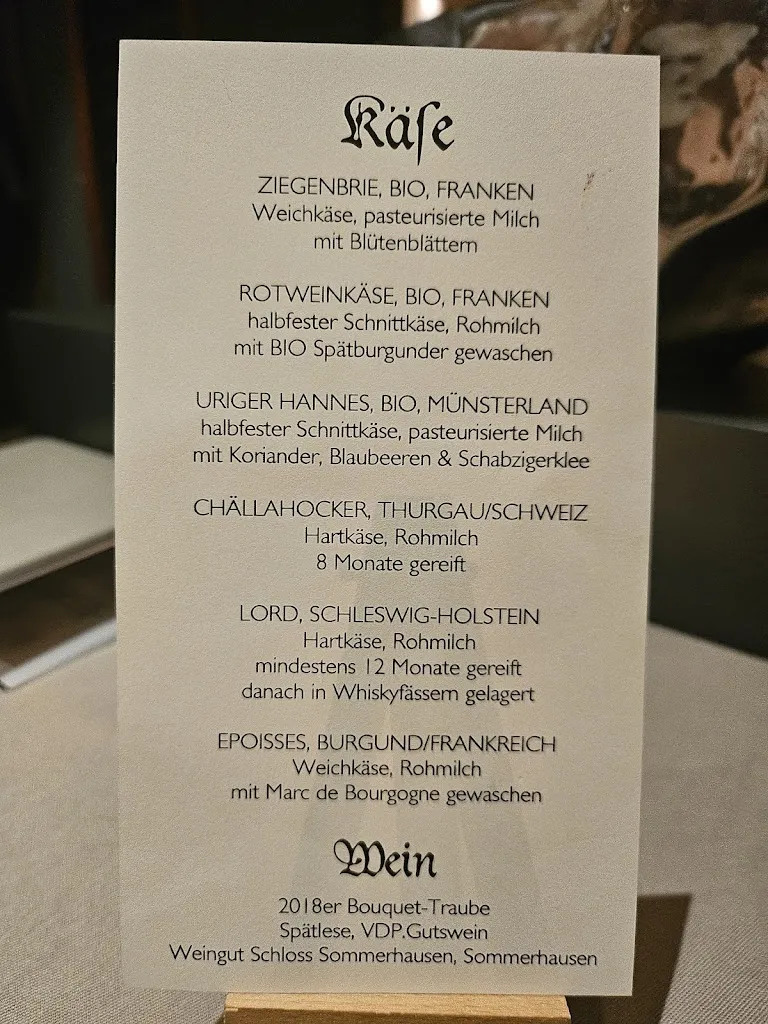 Käſe
ZIEGENBRIE, BIO, FRANKEN
Weichkäse, pasteurisierte Milch
mit Blütenblättern
ROTWEINKÄSE, BIO, FRANKEN
halbfester Schnittkäse, Rohmilch
mit BIO Spätburgunder gewaschen
URIGER HANNES, BIO, MÜNSTERLAND
halbfester Schnittkäse, pasteurisierte Milch
mit Koriander, Blaubeeren & Schabzigerklee
CHÄLLAHOCKER, THURGAU/SCHWEIZ
Hartkäse, Rohmilch
8 Monate gereift
LORD, SCHLESWIG-HOLSTEIN
Hartkäse, Rohmilch
mindestens 12 Monate gereift
danach in Whiskyfässern gelagert
EPOISSES, BURGUND/FRANKREICH
Weichkäse, Rohmilch
mit Marc de Bourgogne gewaschen
Wein
2018er Bouquet-Traube
Spätlese, VDP.Gutswein
Weingut Schloss Sommerhausen, Sommerhausen